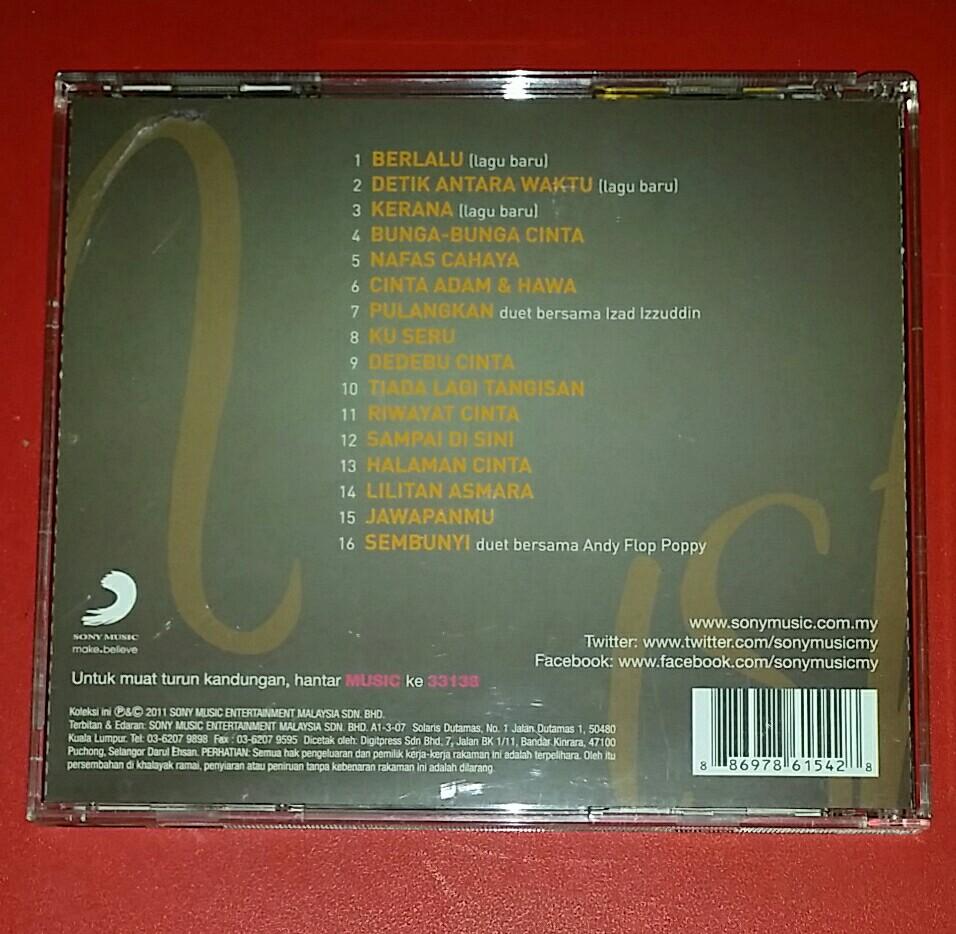 1 BERLALU (lagu baru)
2 DETIK ANTARA WAKTU (lagu baru)
3 KERANA (lagu baru)
4 BUNGA-BUNGA CINTA
5 NAFAS CAHAYA
6 CINTA ADAM & HAWA
7 PULANGKAN duet bersama Izad Izzuddin
8 KU SERU
9 DEDEBU CINTA
10 TIADA LAGI TANGISAN
11 RIWAYAT CINTA
12 SAMPAI DI SINI
13 HALAMAN CINTA
14 LILITAN ASMARA
15 JAWAPANMU
16 SEMBUNYI duet bersama Andy Flop Poppy
SONY MUSIC
make.believe
www.sonymusic.com.my
Twitter: www.twitter.com/sonymusicmy
Facebook: www.facebook.com/sonymusicmy
Untuk muat turun kandungan, hantar MUSIC ke 33138
Koleksi ini ℗&© 2011 SONY MUSIC ENTERTAINMENT MALAYSIA SDN. BHD.
Terbitan & Edaran: SONY MUSIC ENTERTAINMENT MALAYSIA SDN. BHD. A1-3-07 Solaris Dutamas, No. 1 Jalan Dutamas 1, 50480
Kuala Lumpur. Tel: 03-6207 9898 Fax : 03-6207 9595 Dicetak oleh: Digitpress Sdn Bhd, 7, Jalan BK 1/11, Bandar Kinrara, 47100
Puchong, Selangor Darul Ehsan. PERHATIAN: Semua hak pengeluaran dan pemilik kerja-kerja rakaman ini adalah terpelihara. Oleh itu
persembahan di khalayak ramai, penyiaran atau peniruan tanpa kebenaran rakaman ini adalah dilarang.
8 86978 61542 8